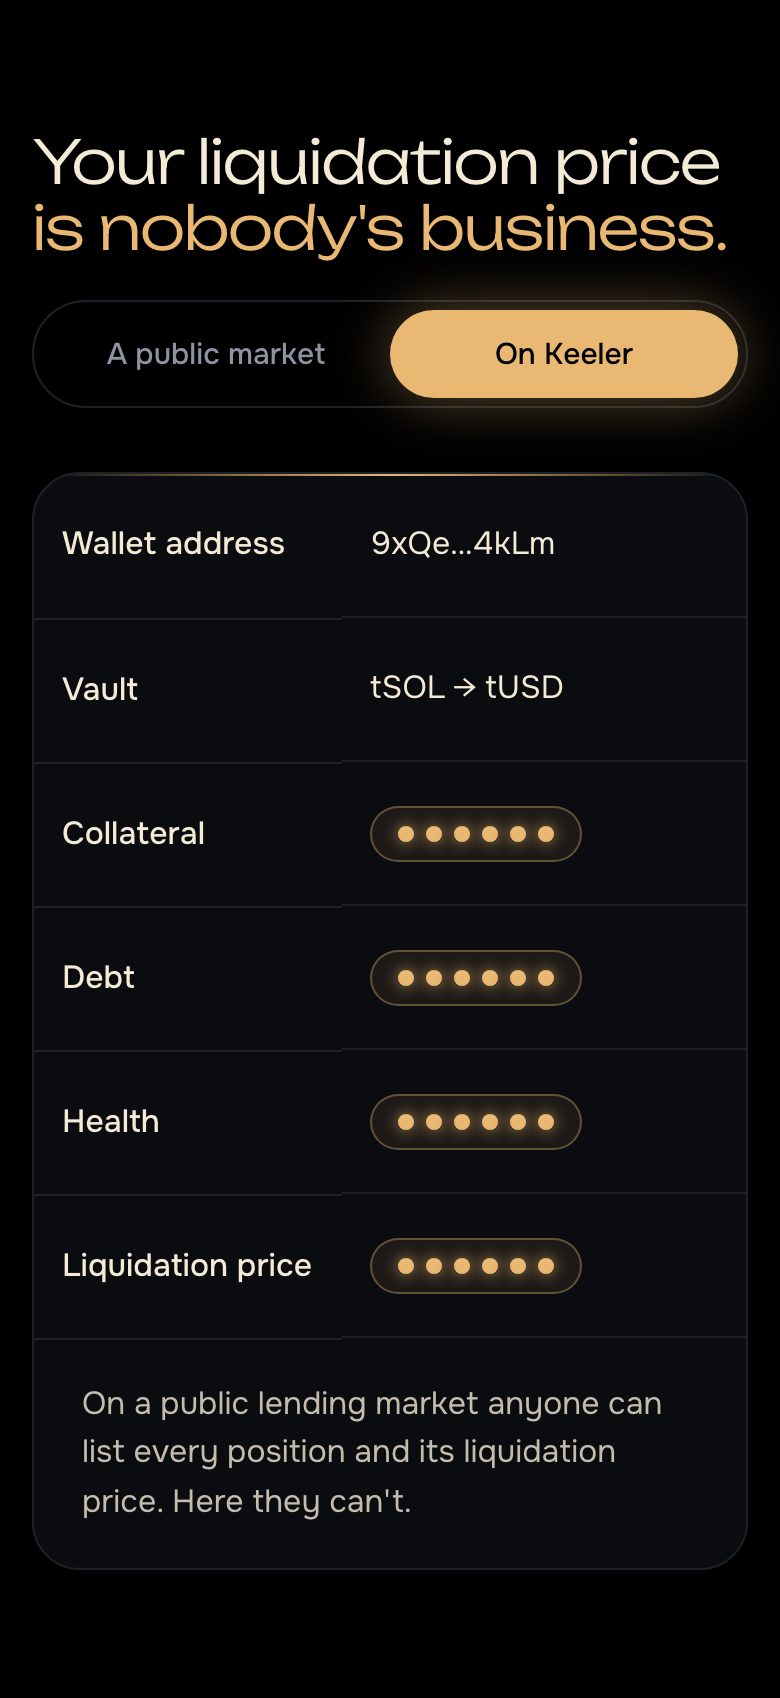 Your liquidation price
is nobody's business.
A public market
On Keeler
Wallet address
9xQe...4kLm
Vault
tSOL → tUSD
Collateral
••••••
Debt
••••••
Health
••••••
Liquidation price
••••••
On a public lending market anyone can
list every position and its liquidation
price. Here they can't.